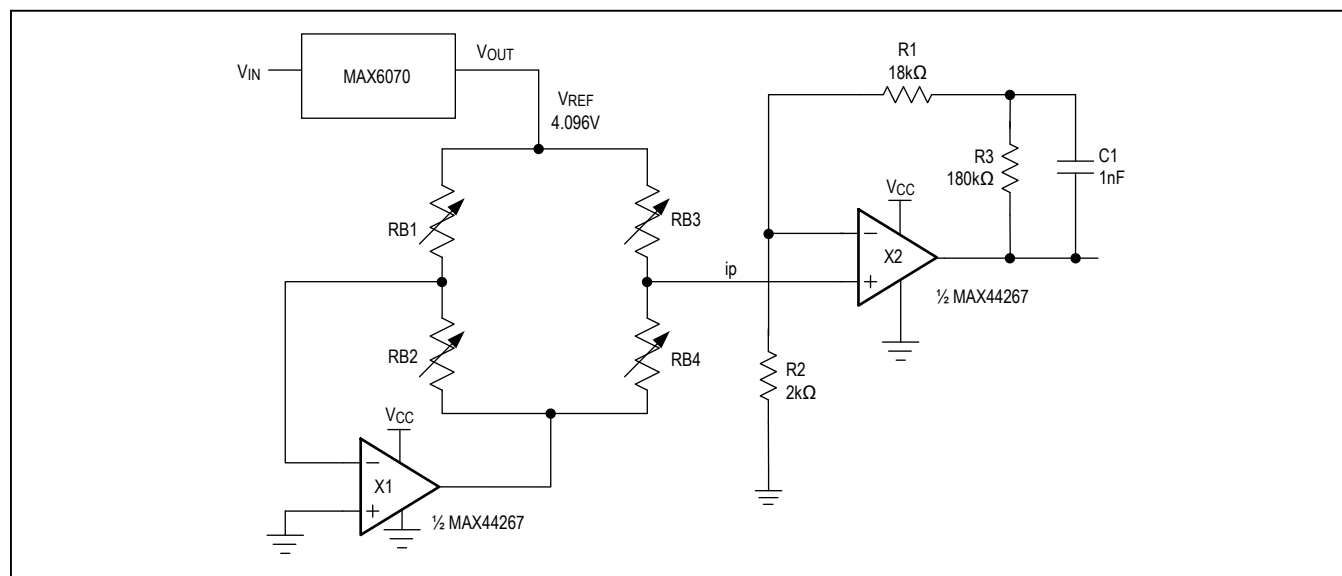 VIN
MAX6070
VOUT
VREF
4.096V
RB1
RB3
RB2
RB4
ip
VCC
−
X1
+
½ MAX44267
R1
18kΩ
R3
180kΩ
C1
1nF
VCC
−
X2
+
½ MAX44267
R2
2kΩ